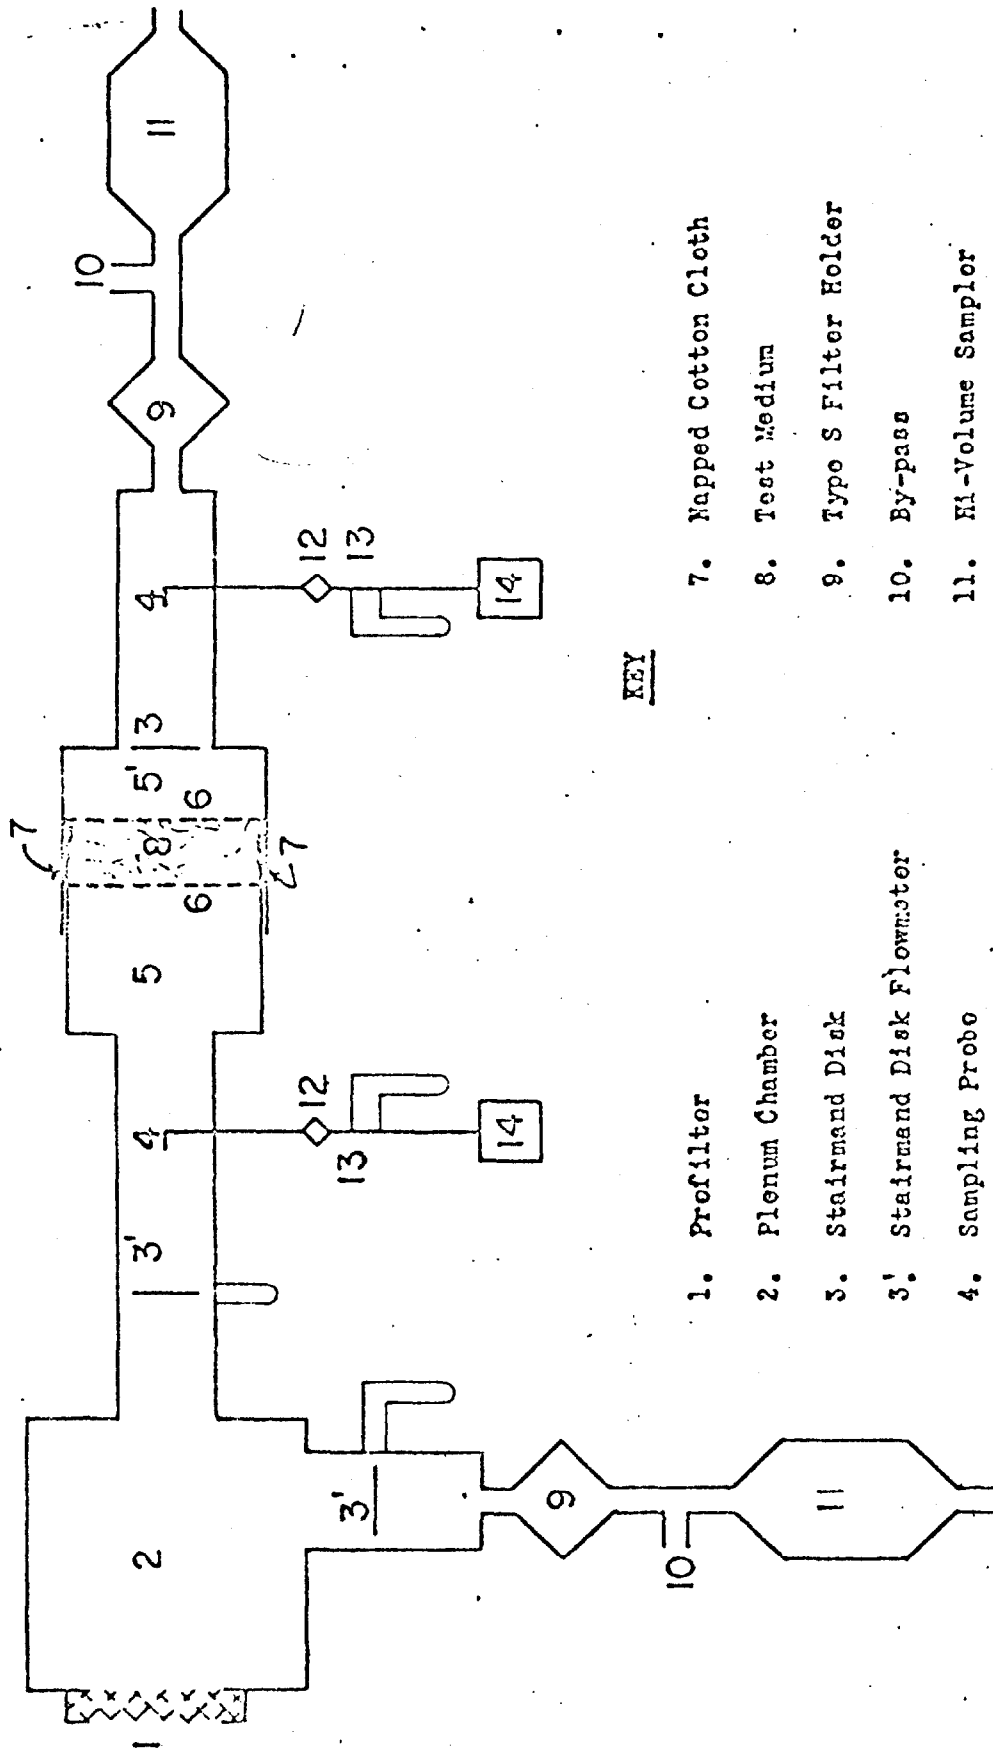 1
2
3'
9
10
11
3'
4
12
13
14
5
6
7
8
6
7
5'
3
4
12
13
14
9
10
11
KEY
1. Prefilter
2. Plenum Chamber
3. Stairmand Disk
3' Stairmand Disk Flowmeter
4. Sampling Probe
7. Napped Cotton Cloth
8. Test Medium
9. Type S Filter Holder
10. By-pass
11. Hi-Volume Sampler